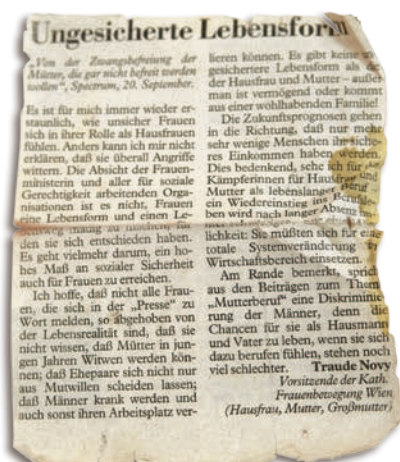 Ungesicherte Lebensform
„Von der Zwangsbefreiung der
Mütter, die gar nicht befreit werden
wollen“, Spectrum, 20. September.
Es ist für mich immer wieder er-
staunlich, wie unsicher Frauen
sich in ihrer Rolle als Hausfrauen
fühlen. Anders kann ich mir nicht
erklären, daß sie überall Angriffe
wittern. Die Absicht der Frauen-
ministerin und aller für soziale
Gerechtigkeit arbeitenden Orga-
nisationen ist es nicht, Frauen
eine Lebensform und einen Le-
bensweg madig zu machen, für
den sie sich entschieden haben.
Es geht vielmehr darum, ein ho-
hes Maß an sozialer Sicherheit
auch für Frauen zu erreichen.
Ich hoffe, daß nicht alle Frau-
en, die sich in der „Presse“ zu
Wort melden, so abgehoben von
der Lebensrealität sind, daß sie
nicht wissen, daß Mütter in jun-
gen Jahren Witwen werden kön-
nen; daß Ehepaare sich nicht nur
aus Mutwillen scheiden lassen;
daß Männer krank werden und
auch sonst ihren Arbeitsplatz ver-
lieren können. Es gibt keine
gesichertere Lebensform als
der Hausfrau und Mutter – außer
man ist vermögend oder kommt
aus einer wohlhabenden Familie!
Die Zukunftsprognosen gehen
in die Richtung, daß nur mehr
sehr wenige Menschen ihr siche-
res Einkommen haben werden.
Dies bedenkend, sehe ich für
Kämpferinnen für Hausfrau und
Mutter als lebenslanger Beruf
ein Wiedereinstieg ins Berufsle-
ben wird nach langer Absenz
lichkeit: Sie müßten sich für eine
totale Systemveränderung
Wirtschaftsbereich einsetzen.
Am Rande bemerkt, spricht
aus den Beiträgen zum Thema
„Mutterberuf“ eine Diskriminie-
rung der Männer, denn die
Chancen für sie als Hausmann
und Vater zu leben, wenn sie sich
dazu berufen fühlen, stehen noch
viel schlechter. Traude Novy
Vorsitzende der Kath.
Frauenbewegung Wien
(Hausfrau, Mutter, Großmutter)